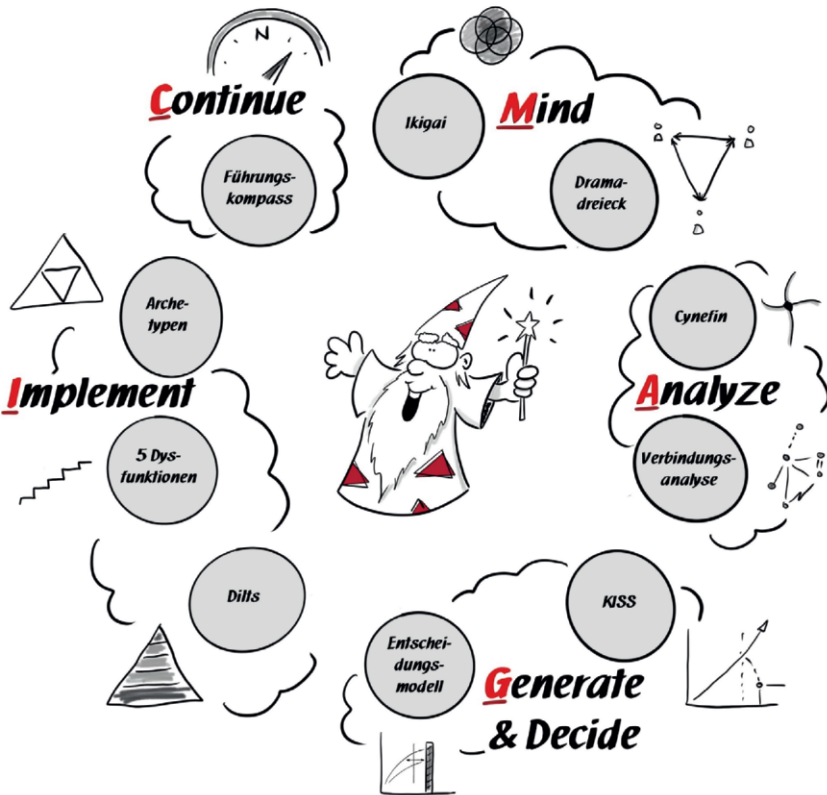 N
Continue
Führungs-
kompass
Mind
Ikigai
Drama-
dreieck
Cynefin
Analyze
Verbindungs-
analyse
KISS
Generate
& Decide
Entschei-
dungs-
modell
Dilts
5 Dys-
funktionen
Implement
Arche-
typen